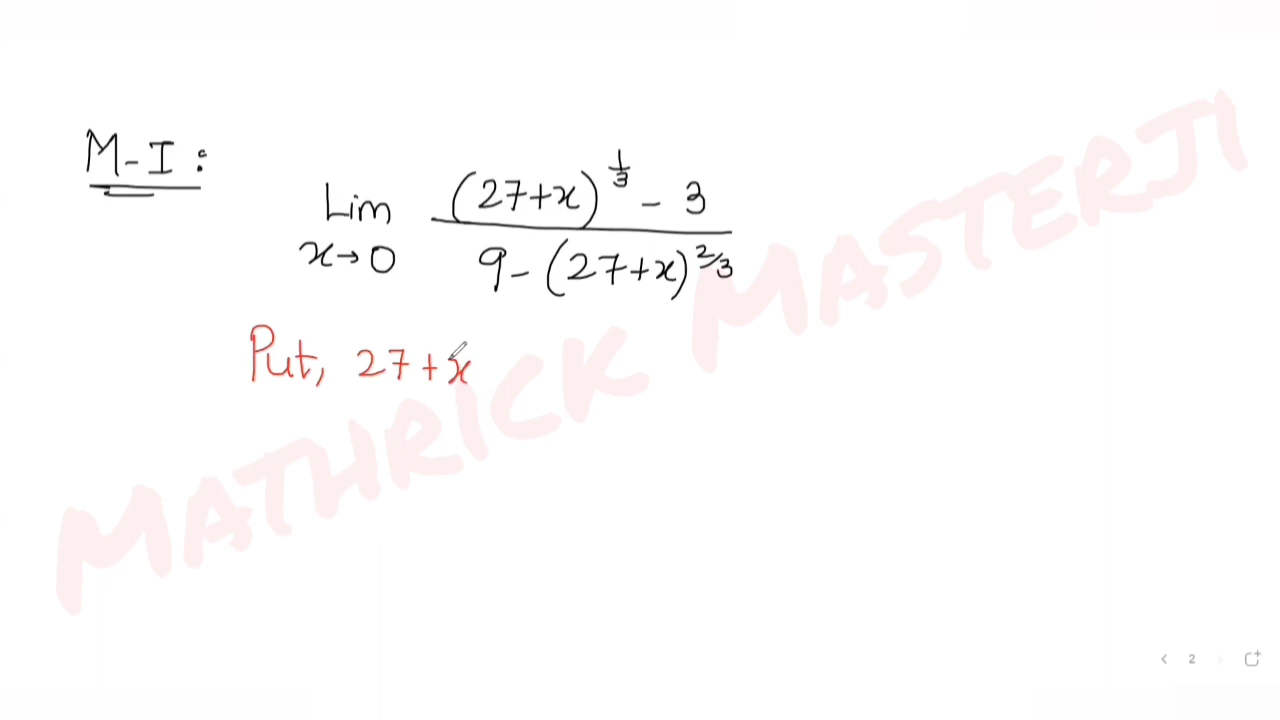 M-I:
Lim x→0 ((27+x)^(1/3) - 3) / (9 - (27+x)^(2/3))
Put, 27+x
MATHRICK MASTERJI
< 2 >